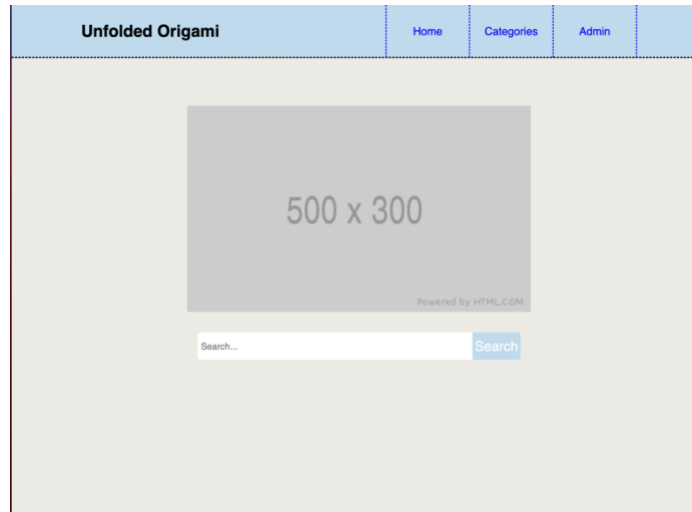 Unfolded Origami
Home
Categories
Admin
500 x 300
Powered by HTML.COM
Search...
Search